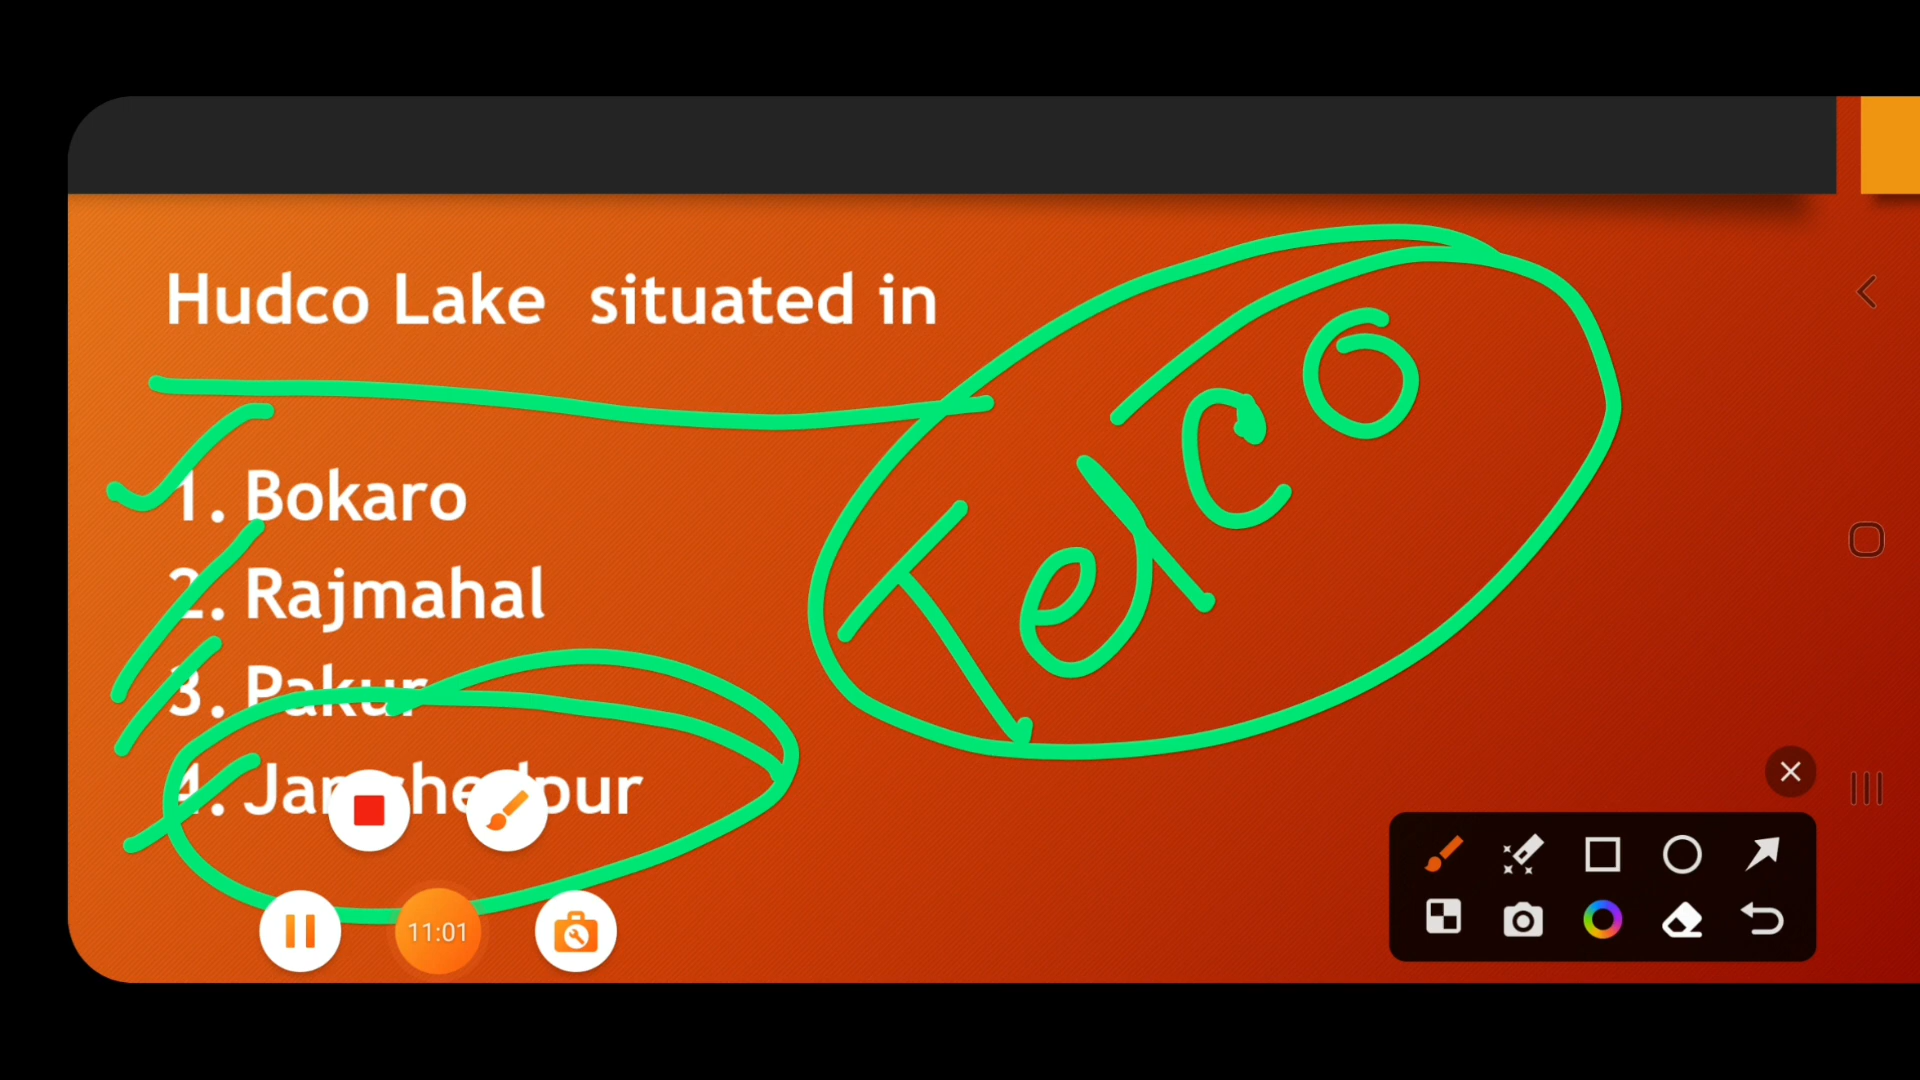 Hudco Lake situated in
Telco
1. Bokaro
2. Rajmahal
3. Pakur
4. Jamshedpur
11:01